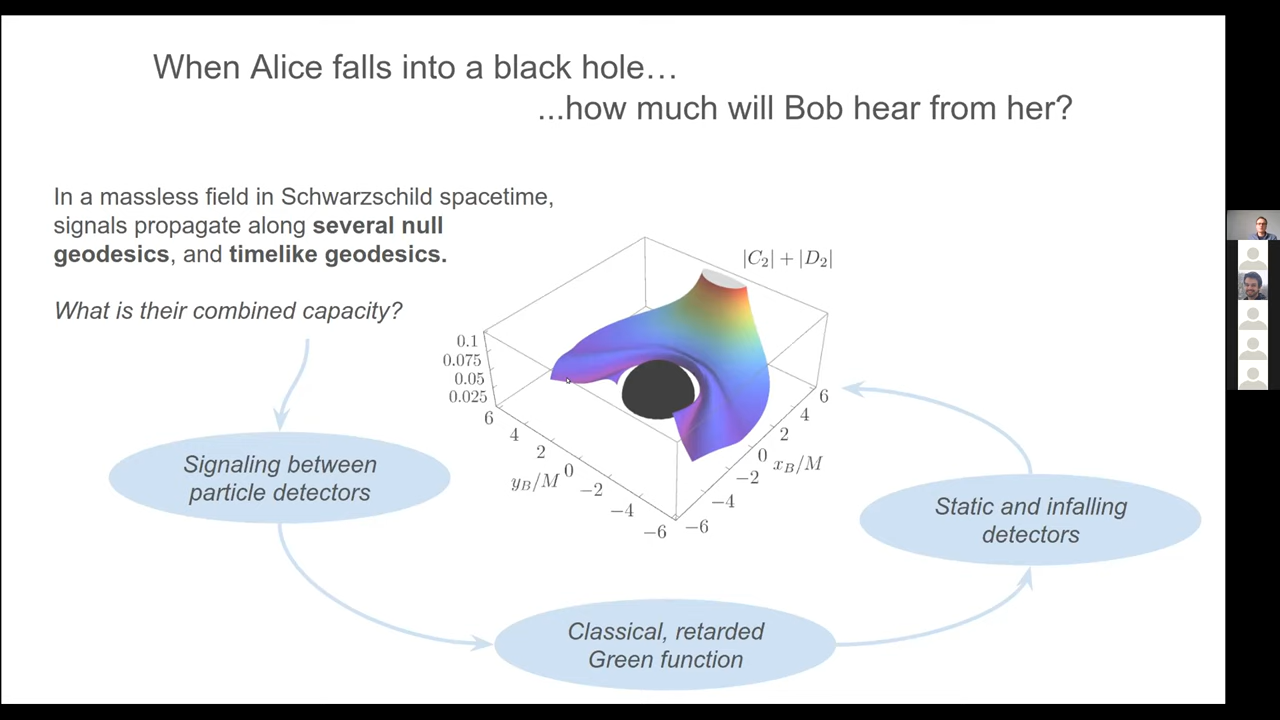 When Alice falls into a black hole…
...how much will Bob hear from her?
In a massless field in Schwarzschild spacetime,
signals propagate along several null
geodesics, and timelike geodesics.
What is their combined capacity?
|C₂| + |D₂|
0.1
0.075
0.05
0.025
6
4
2
0
−2
−4
−6
y_B/M
6
4
2
0
−2
−4
−6
x_B/M
Signaling between
particle detectors
Static and infalling
detectors
Classical, retarded
Green function